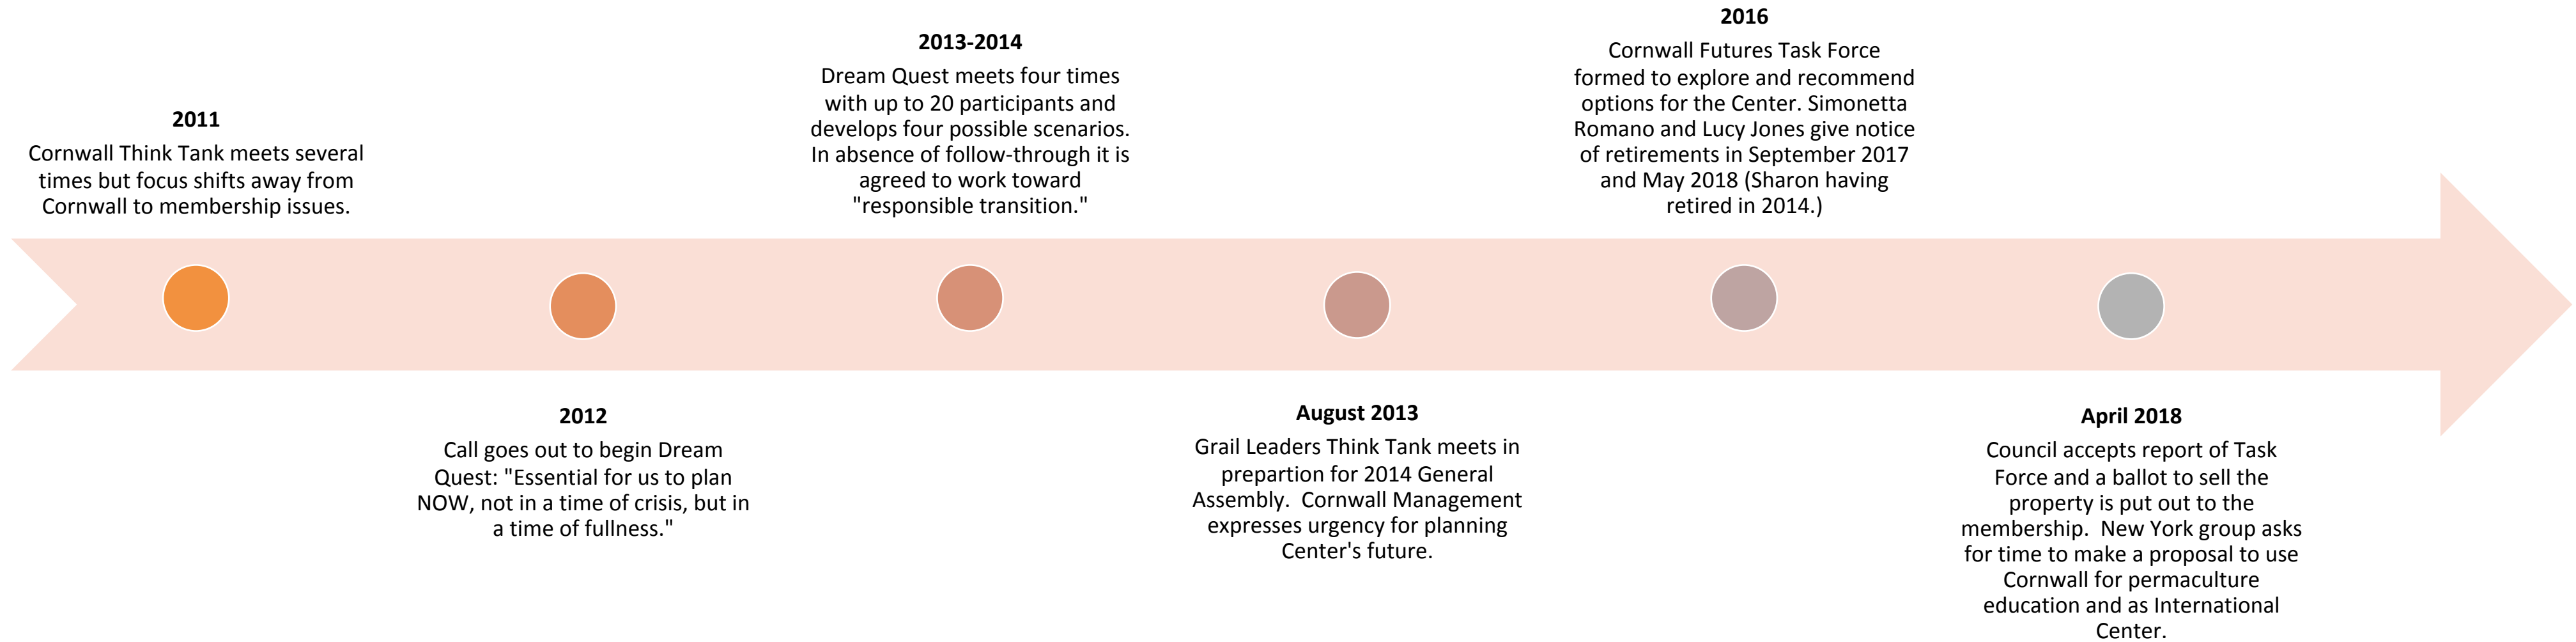 2011
Cornwall Think Tank meets several
times but focus shifts away from
Cornwall to membership issues.
2012
Call goes out to begin Dream
Quest: "Essential for us to plan
NOW, not in a time of crisis, but in
a time of fullness."
2013-2014
Dream Quest meets four times
with up to 20 participants and
develops four possible scenarios.
In absence of follow-through it is
agreed to work toward
"responsible transition."
August 2013
Grail Leaders Think Tank meets in
prepartion for 2014 General
Assembly.  Cornwall Management
expresses urgency for planning
Center's future.
2016
Cornwall Futures Task Force
formed to explore and recommend
options for the Center. Simonetta
Romano and Lucy Jones give notice
of retirements in September 2017
and May 2018 (Sharon having
retired in 2014.)
April 2018
Council accepts report of Task
Force and a ballot to sell the
property is put out to the
membership.  New York group asks
for time to make a proposal to use
Cornwall for permaculture
education and as International
Center.